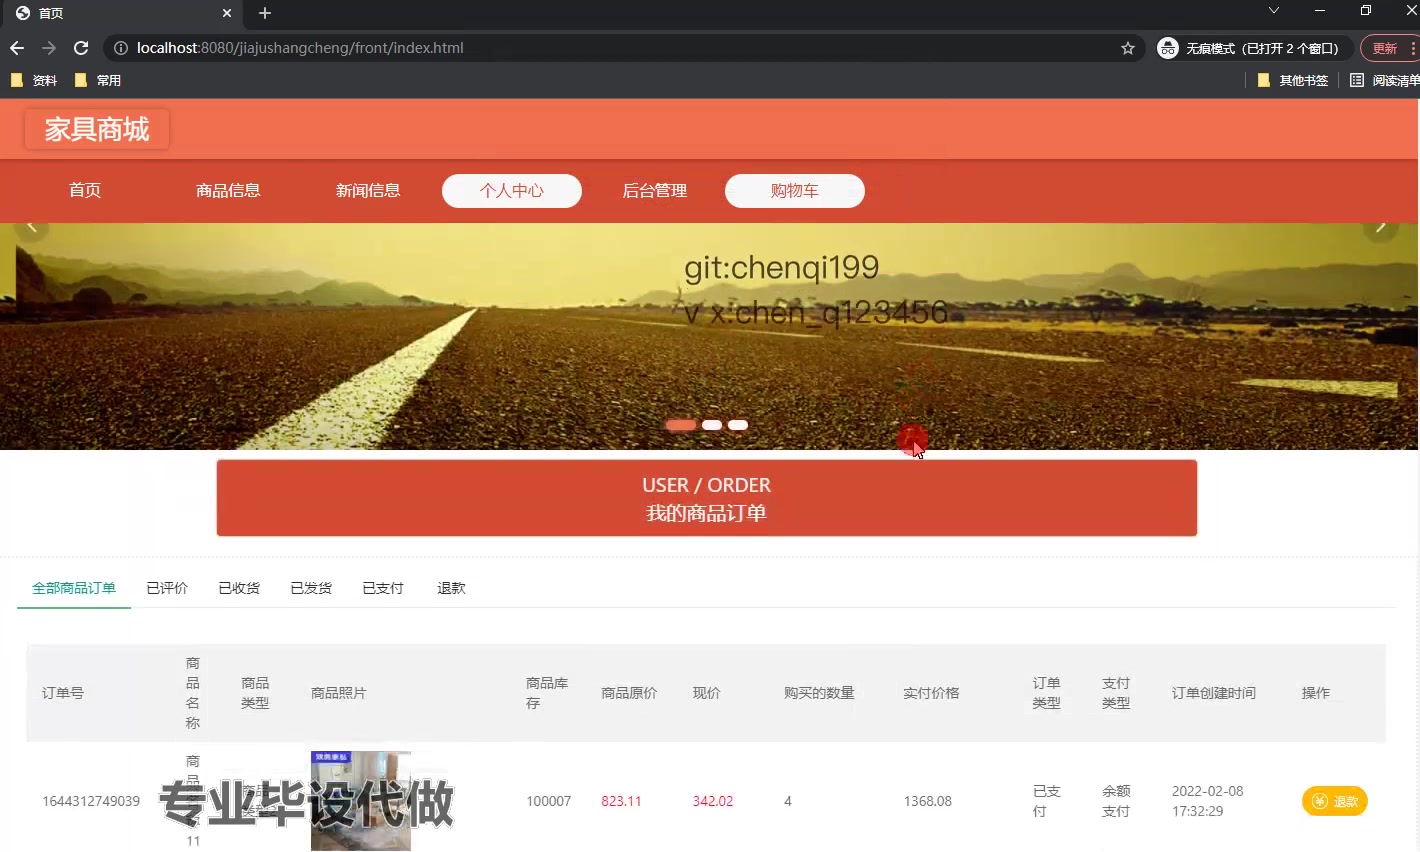 首页
localhost:8080/jiajushangcheng/front/index.html
无痕模式（已打开 2 个窗口）
更新
资料
常用
其他书签
阅读清单
家具商城
首页
商品信息
新闻信息
个人中心
后台管理
购物车
git:chenqi199
v x:chen_q123456
USER / ORDER
我的商品订单
全部商品订单
已评价
已收货
已发货
已支付
退款
订单号
商品名称
商品类型
商品照片
商品库存
商品原价
现价
购买的数量
实付价格
订单类型
支付类型
订单创建时间
操作
1644312749039
商
品
11
100007
823.11
342.02
4
1368.08
已支付
余额支付
2022-02-08
17:32:29
退款
专业毕设代做